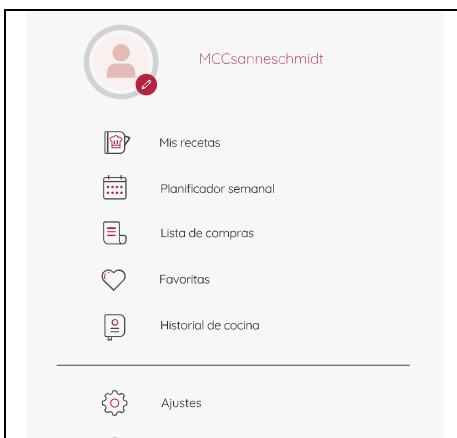 MCCsanneschmidt
Mis recetas
Planificador semanal
Lista de compras
Favoritas
Historial de cocina
Ajustes